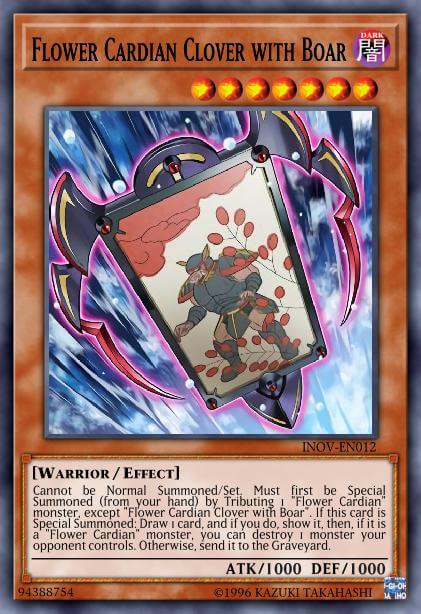 Flower Cardian Clover with Boar
DARK
闇
INOV-EN012
[Warrior / Effect]
Cannot be Normal Summoned/Set. Must first be Special
Summoned (from your hand) by Tributing 1 "Flower Cardian"
monster, except "Flower Cardian Clover with Boar". If this card is
Special Summoned: Draw 1 card, and if you do, show it, then, if it is
a "Flower Cardian" monster, you can destroy 1 monster your
opponent controls. Otherwise, send it to the Graveyard.
ATK/1000 DEF/1000
94388754
©1996 KAZUKI TAKAHASHI